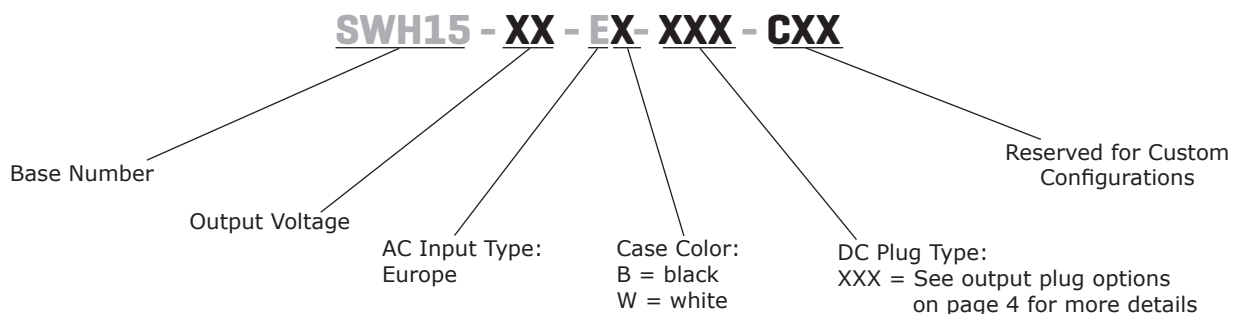 SWH15 - XX - EX- XXX - CXX
Base Number
Output Voltage
AC Input Type:
Europe
Case Color:
B = black
W = white
DC Plug Type:
XXX = See output plug options
on page 4 for more details
Reserved for Custom
Configurations